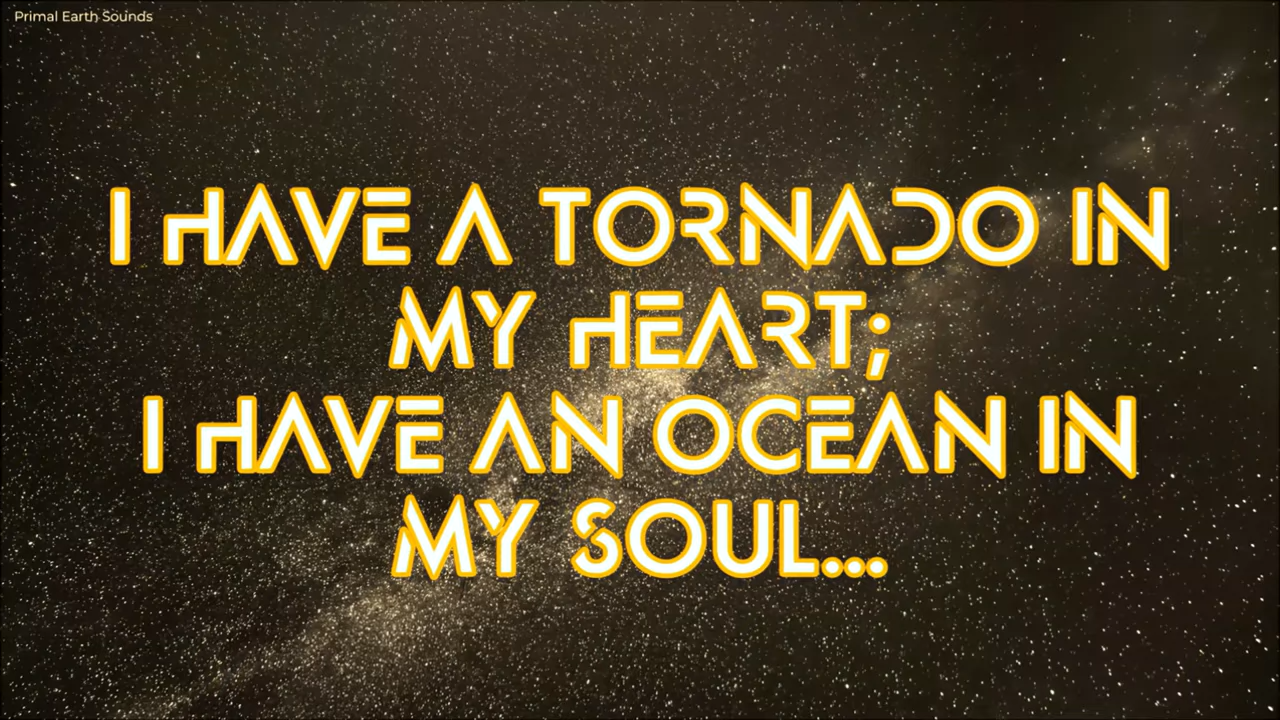 Primal Earth Sounds
I HAVE A TORNADO IN
MY HEART;
I HAVE AN OCEAN IN
MY SOUL...